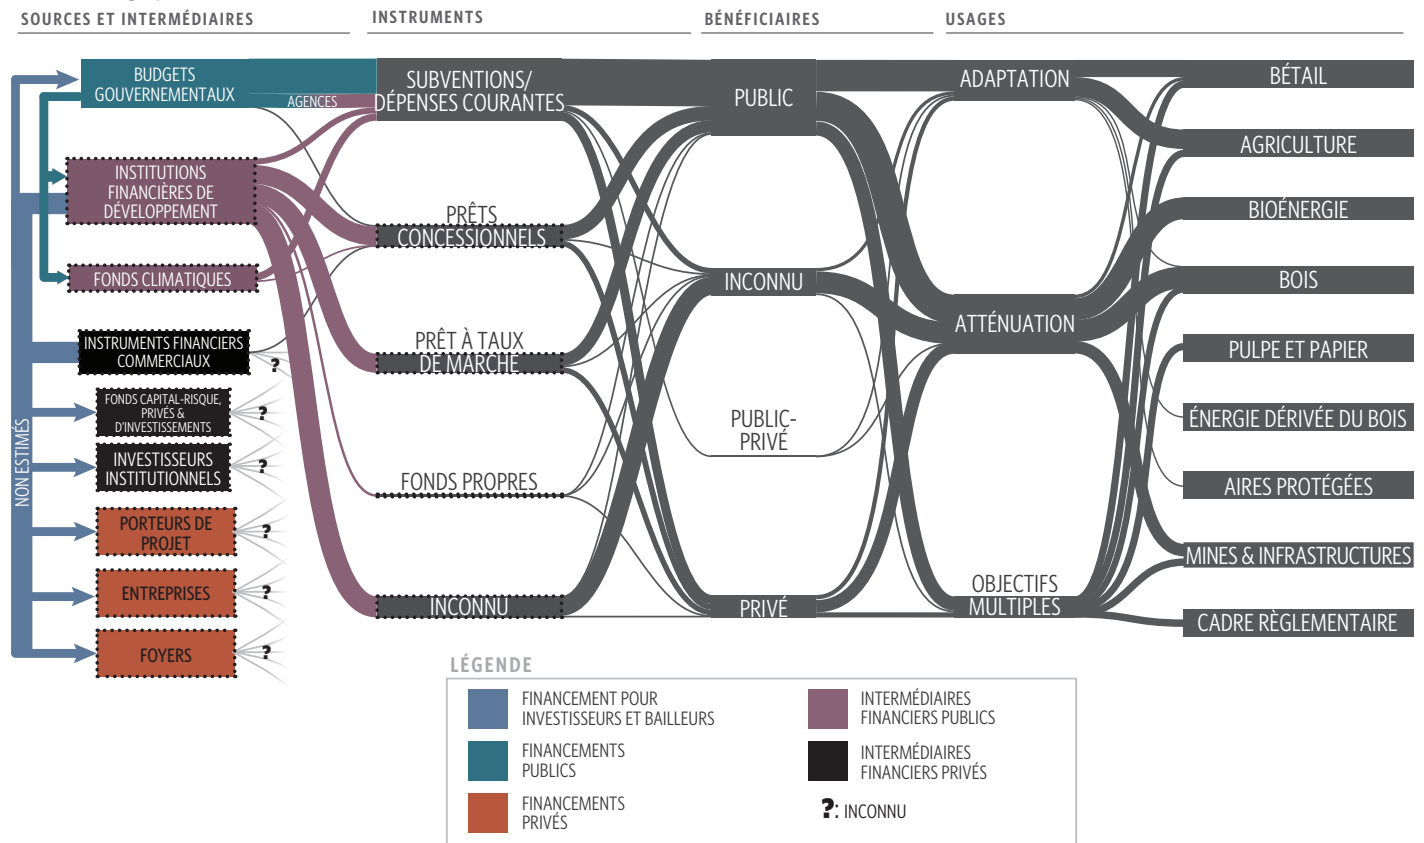 SOURCES ET INTERMÉDIAIRES
INSTRUMENTS
BÉNÉFICIAIRES
USAGES
BUDGETS
GOUVERNEMENTAUX
AGENCES
INSTITUTIONS
FINANCIÈRES DE
DÉVELOPPEMENT
FONDS CLIMATIQUES
INSTRUMENTS FINANCIERS
COMMERCIAUX
?
FONDS CAPITAL-RISQUE,
PRIVÉS &
D'INVESTISSEMENTS
?
INVESTISSEURS
INSTITUTIONNELS
?
PORTEURS DE
PROJET
?
ENTREPRISES
?
FOYERS
?
NON ESTIMÉS
SUBVENTIONS/
DÉPENSES COURANTES
PRÊTS
CONCESSIONNELS
PRÊT À TAUX
DE MARCHE
FONDS PROPRES
INCONNU
PUBLIC
INCONNU
PUBLIC-
PRIVÉ
PRIVÉ
ADAPTATION
ATTÉNUATION
OBJECTIFS
MULTIPLES
BÉTAIL
AGRICULTURE
BIOÉNERGIE
BOIS
PULPE ET PAPIER
ÉNERGIE DÉRIVÉE DU BOIS
AIRES PROTÉGÉES
MINES & INFRASTRUCTURES
CADRE RÈGLEMENTAIRE
LÉGENDE
FINANCEMENT POUR
INVESTISSEURS ET BAILLEURS
FINANCEMENTS
PUBLICS
FINANCEMENTS
PRIVÉS
INTERMÉDIAIRES
FINANCIERS PUBLICS
INTERMÉDIAIRES
FINANCIERS PRIVÉS
?: INCONNU